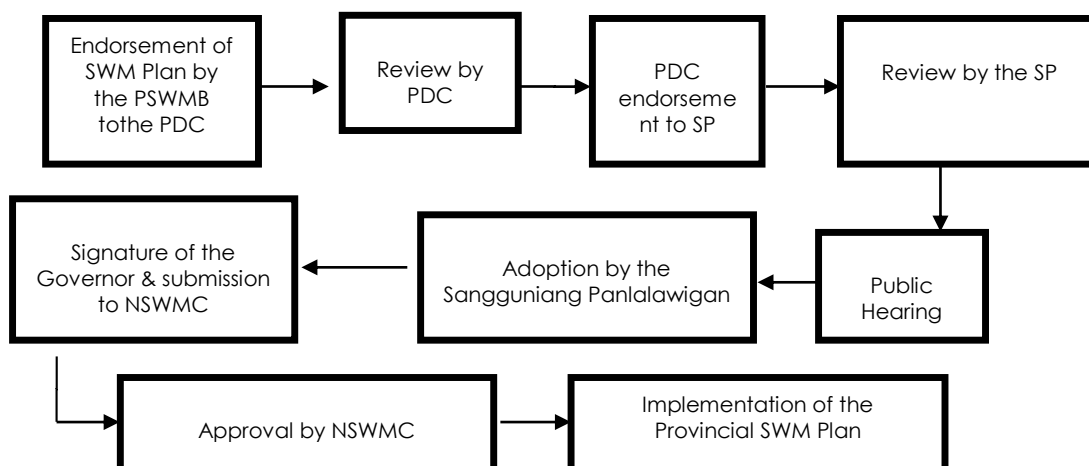 Endorsement of
SWM Plan by
the PSWMB
tothe PDC
Review by
PDC
PDC
endorseme
nt to SP
Review by the SP
Public
Hearing
Adoption by the
Sangguniang Panlalawigan
Signature of the
Governor & submission
to NSWMC
Approval by NSWMC
Implementation of the
Provincial SWM Plan